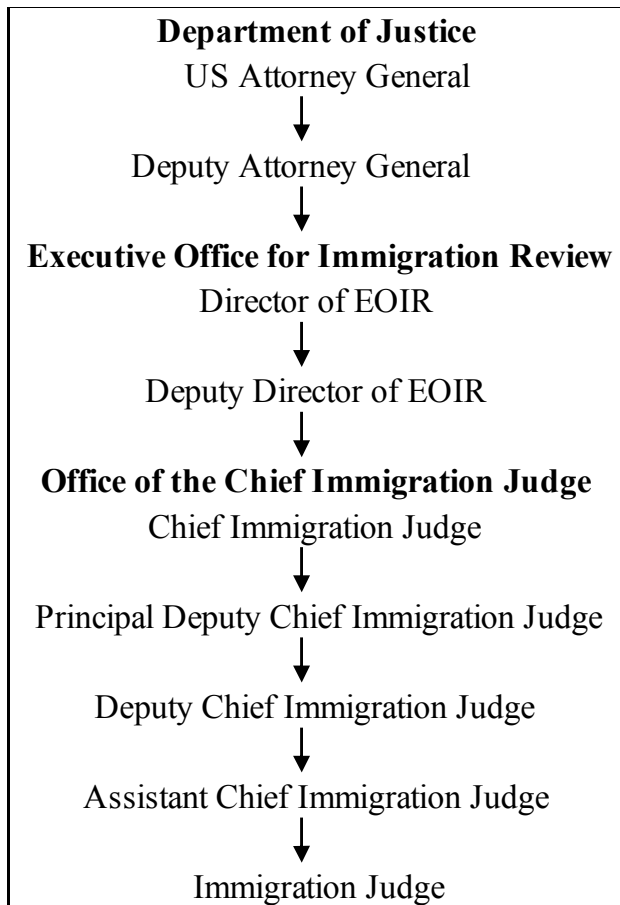 Department of Justice
US Attorney General
Deputy Attorney General
Executive Office for Immigration Review
Director of EOIR
Deputy Director of EOIR
Office of the Chief Immigration Judge
Chief Immigration Judge
Principal Deputy Chief Immigration Judge
Deputy Chief Immigration Judge
Assistant Chief Immigration Judge
Immigration Judge